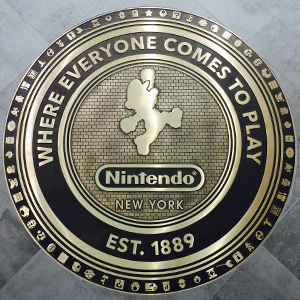 WHERE EVERYONE COMES TO PLAY
Nintendo®
NEW YORK
EST. 1889